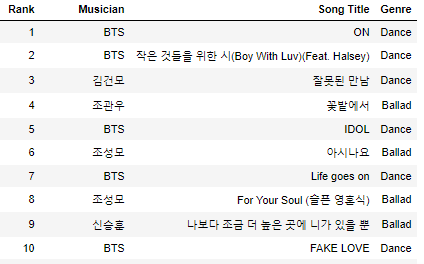 Rank Musician Song Title Genre
1 BTS ON Dance
2 BTS 작은 것들을 위한 시(Boy With Luv)(Feat. Halsey) Dance
3 김건모 잘못된 만남 Dance
4 조관우 꽃밭에서 Ballad
5 BTS IDOL Dance
6 조성모 아시나요 Ballad
7 BTS Life goes on Dance
8 조성모 For Your Soul (슬픈 영혼식) Ballad
9 신승훈 나보다 조금 더 높은 곳에 니가 있을 뿐 Ballad
10 BTS FAKE LOVE Dance